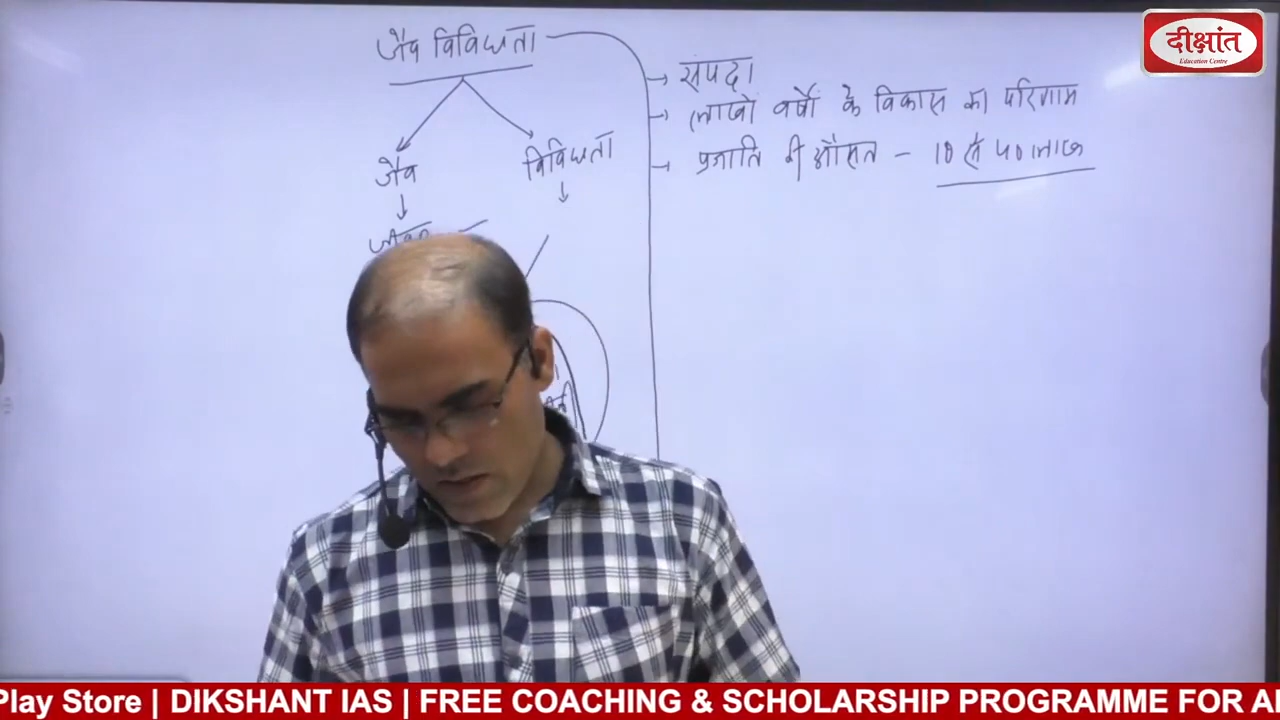 जैव विविधता
→ संपदा
→ लाखों वर्षों के विकास का परिणाम
→ प्रजाति की औसत - 10 से 40 लाख
जैव
विविधता
दीक्षांत
Education Centre
Play Store | DIKSHANT IAS | FREE COACHING & SCHOLARSHIP PROGRAMME FOR